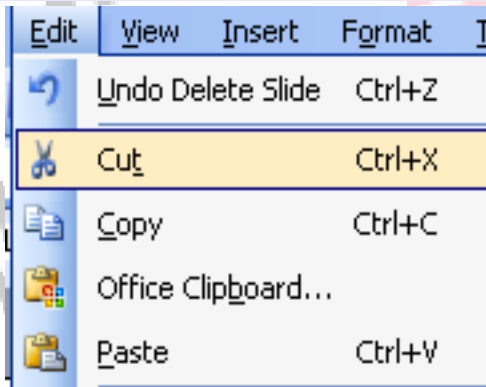 Edit View Insert Format T
Undo Delete Slide Ctrl+Z
Cut Ctrl+X
Copy Ctrl+C
Office Clipboard...
Paste Ctrl+V